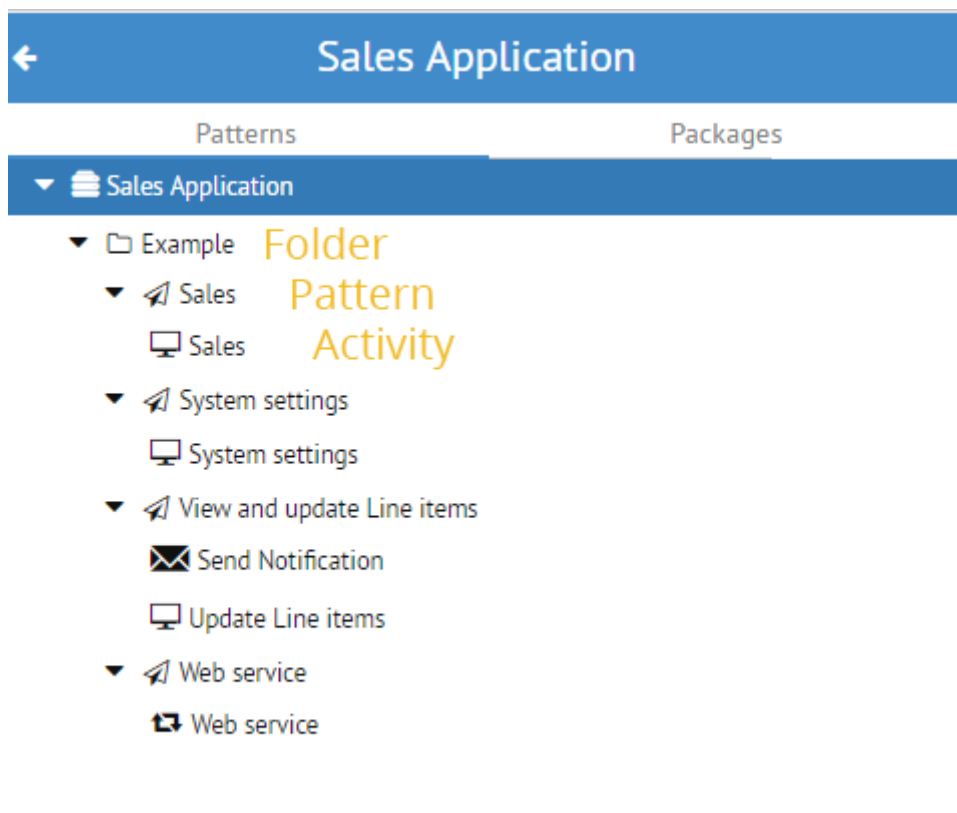 Sales Application
Patterns Packages
Sales Application
Example Folder
Sales Pattern
Sales Activity
System settings
System settings
View and update Line items
Send Notification
Update Line items
Web service
Web service